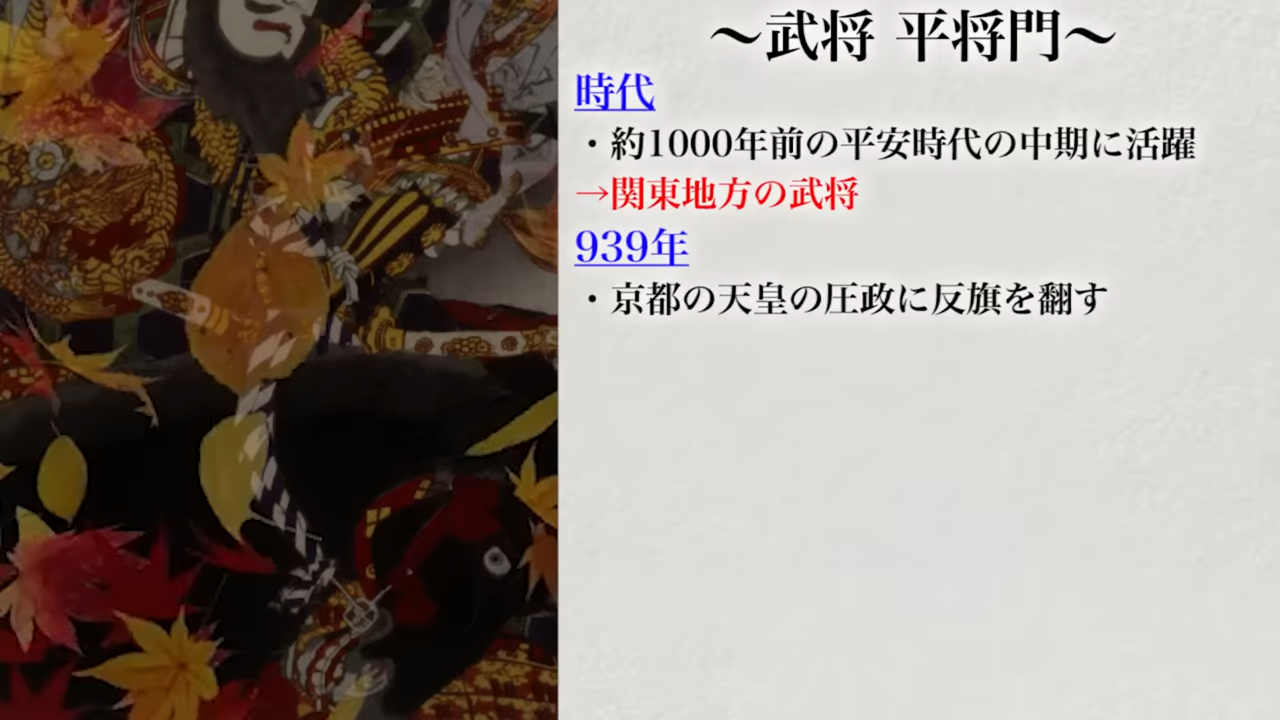 〜武将 平将門〜
時代
・約1000年前の平安時代の中期に活躍
→関東地方の武将
939年
・京都の天皇の圧政に反旗を翻す